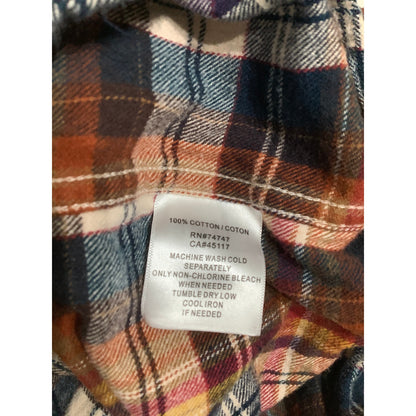 100% COTTON / COTON
RN#74747
CA#45117
MACHINE WASH COLD
SEPARATELY
ONLY NON-CHLORINE BLEACH
WHEN NEEDED
TUMBLE DRY LOW
COOL IRON
IF NEEDED